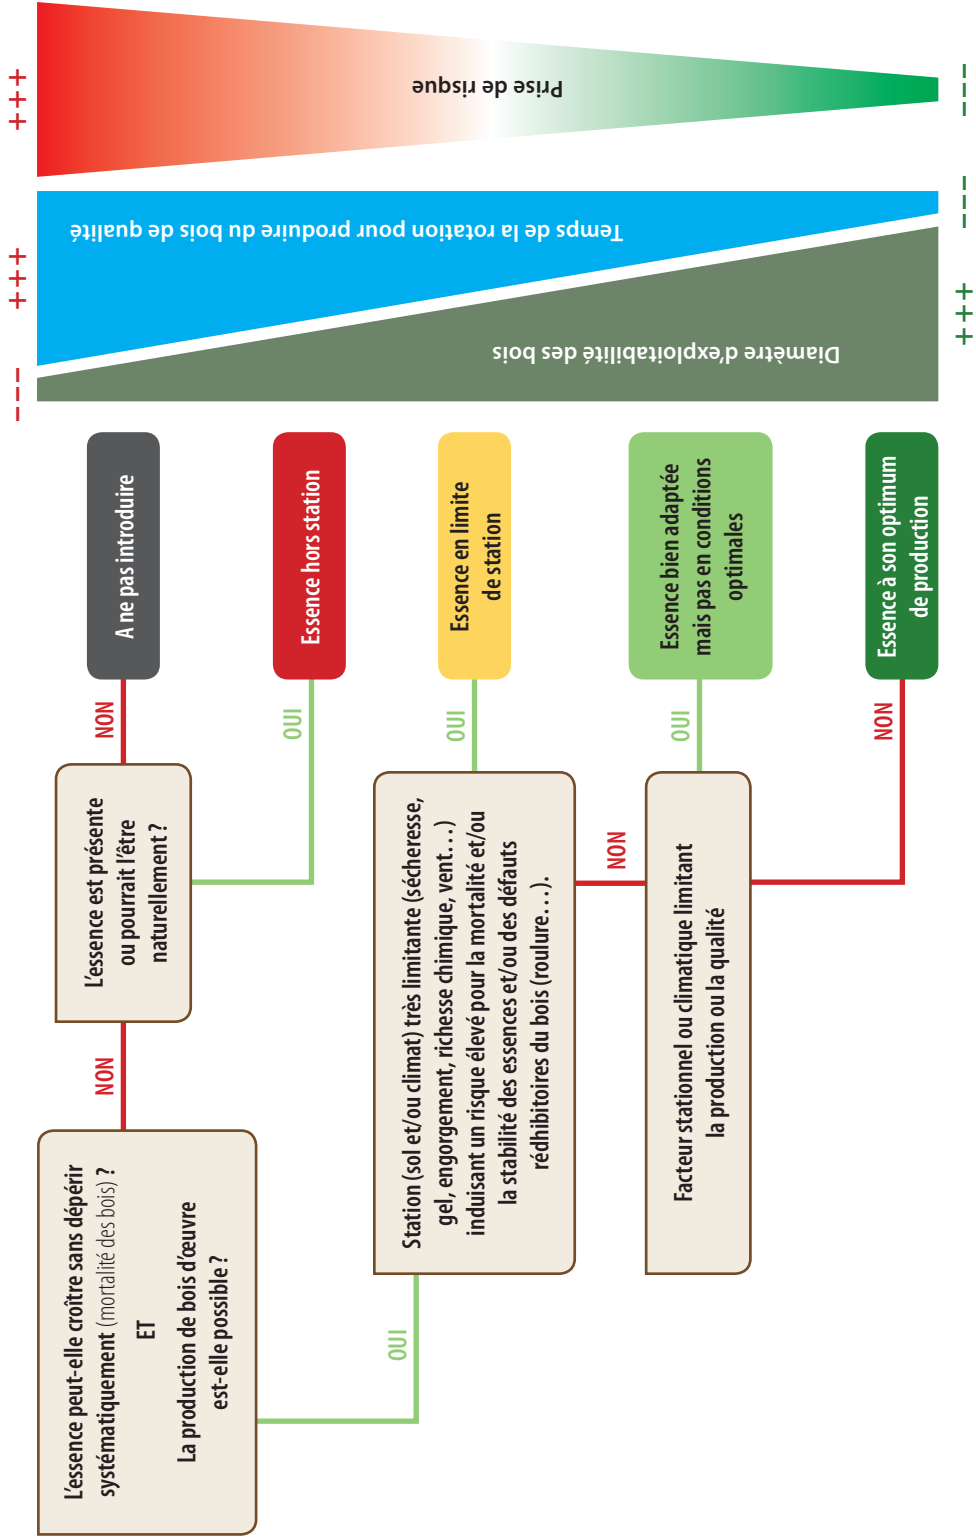 L'essence peut-elle croître sans dépérir
systématiquement (mortalité des bois) ?
ET
La production de bois d'œuvre
est-elle possible ?
NON
OUI
L'essence est présente
ou pourrait l'être
naturellement ?
NON
OUI
A ne pas introduire
Essence hors station
Station (sol et/ou climat) très limitante (sécheresse,
gel, engorgement, richesse chimique, vent…)
induisant un risque élevé pour la mortalité et/ou
la stabilité des essences et/ou des défauts
rédhibitoires du bois (roulure…).
OUI
NON
Essence en limite
de station
Facteur stationnel ou climatique limitant
la production ou la qualité
OUI
NON
Essence bien adaptée
mais pas en conditions
optimales
Essence à son optimum
de production
---
+++
+++
Diamètre d'exploitabilité des bois
Temps de la rotation pour produire du bois de qualité
Prise de risque
+++
---
---